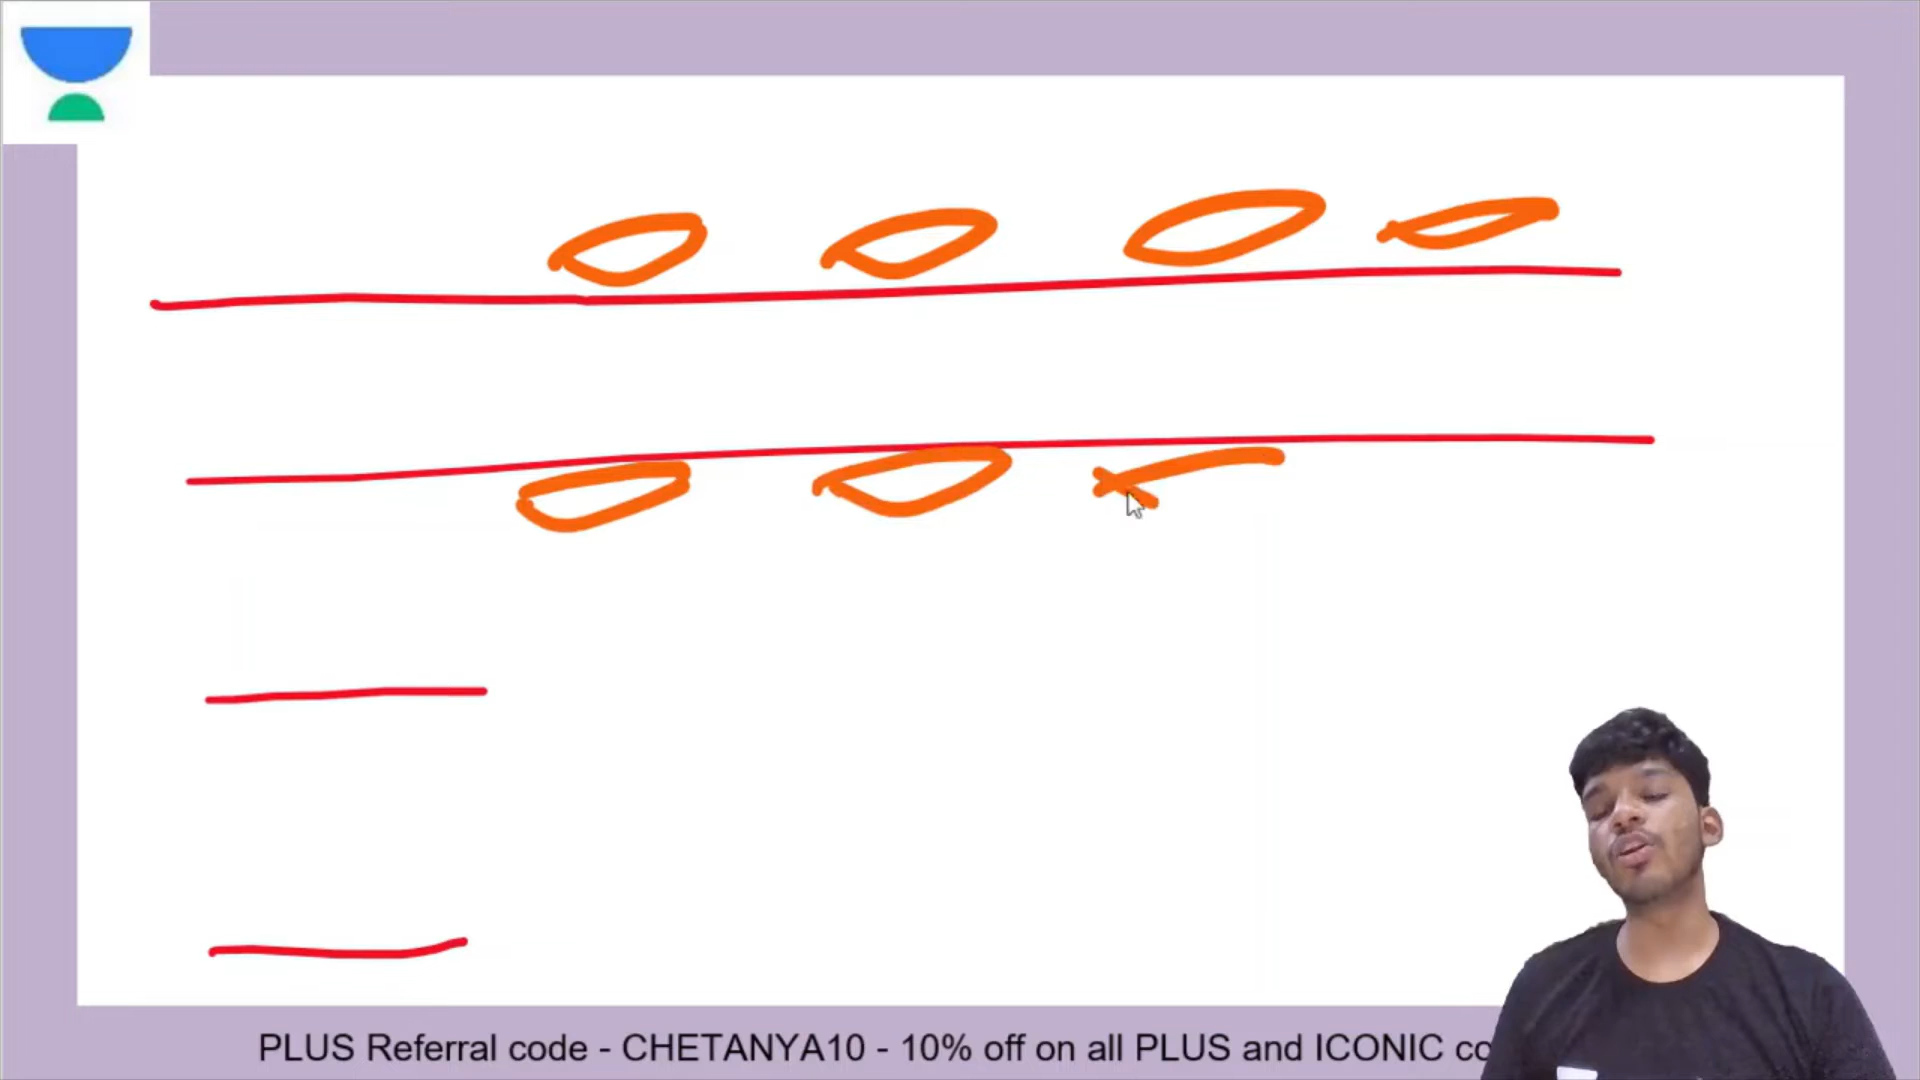 PLUS Referral code - CHETANYA10 - 10% off on all PLUS and ICONIC co